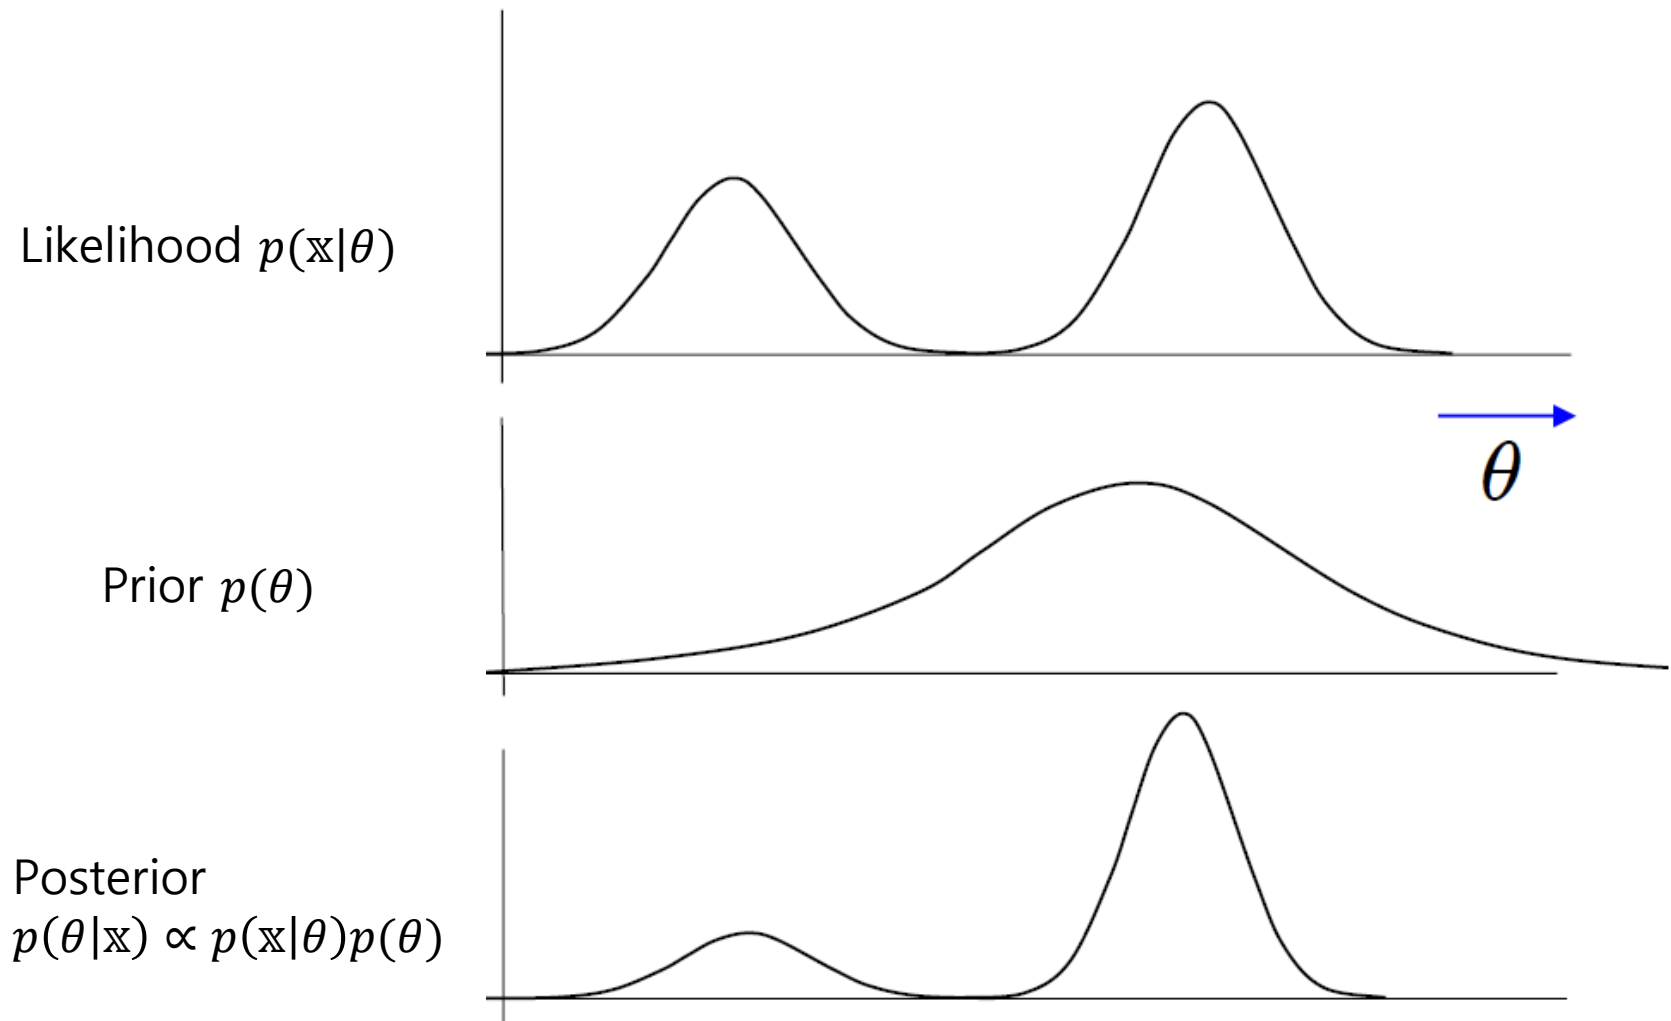 Likelihood 𝑝(𝕩|𝜃)
𝜃
Prior 𝑝(𝜃)
Posterior
𝑝(𝜃|𝕩) ∝ 𝑝(𝕩|𝜃)𝑝(𝜃)